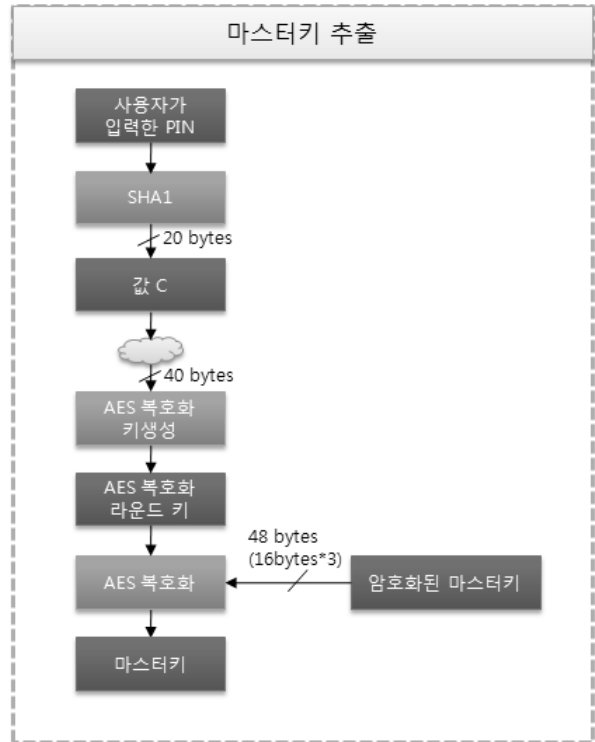 마스터키 추출
사용자가
입력한 PIN
SHA1
20 bytes
값 C
40 bytes
AES 복호화
키생성
AES 복호화
라운드 키
48 bytes
(16bytes*3)
AES 복호화
암호화된 마스터키
마스터키